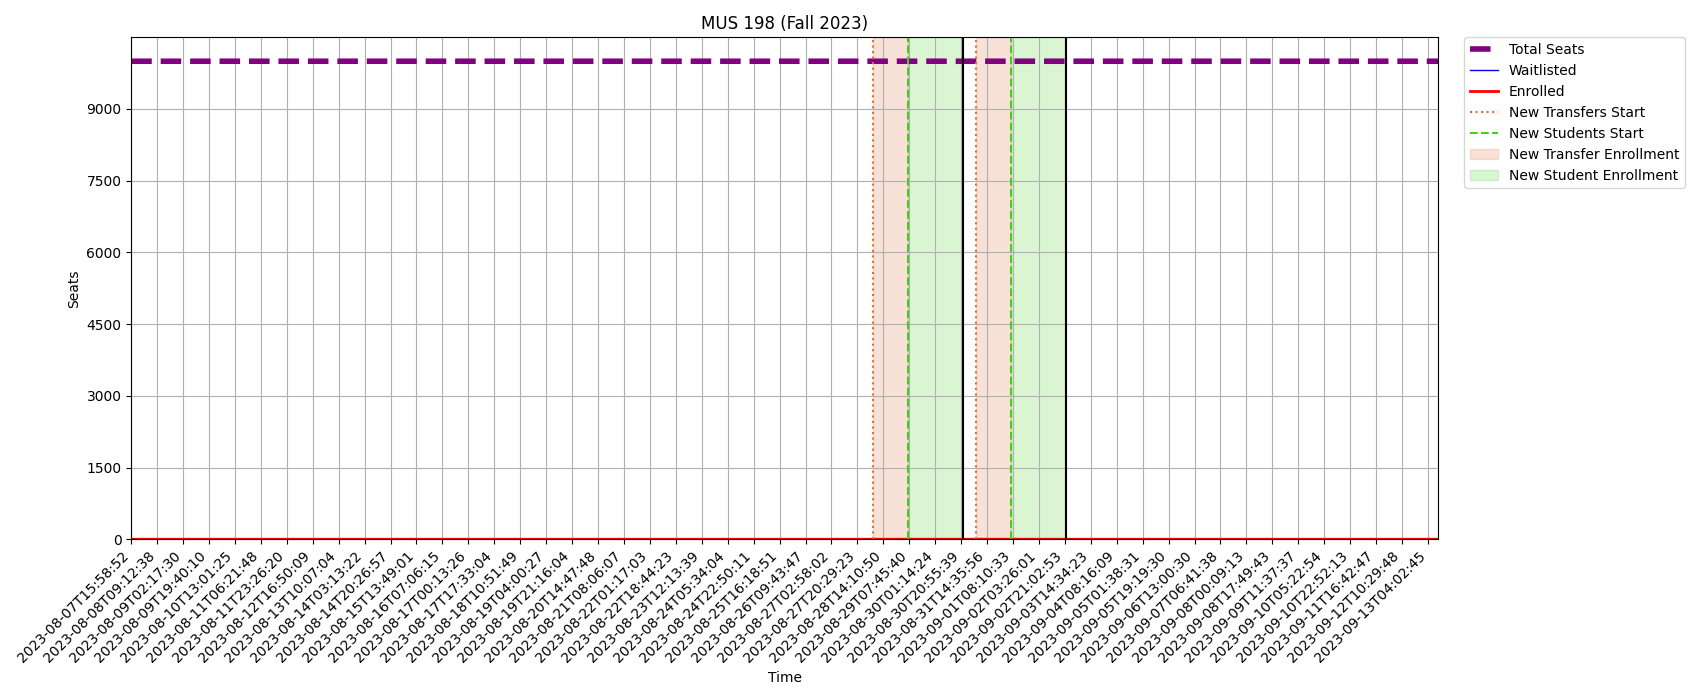 MUS 198 (Fall 2023)
Total Seats
Waitlisted
Enrolled
New Transfers Start
New Students Start
New Transfer Enrollment
New Student Enrollment
Seats
9000
7500
6000
4500
3000
1500
0
2023-08-07T15:58:52
2023-08-08T09:12:38
2023-08-09T02:17:30
2023-08-09T19:40:10
2023-08-10T13:01:25
2023-08-11T06:21:48
2023-08-11T23:26:20
2023-08-12T16:50:09
2023-08-13T10:07:04
2023-08-14T03:13:22
2023-08-14T20:26:57
2023-08-15T13:49:01
2023-08-16T07:06:15
2023-08-17T00:13:26
2023-08-17T17:33:04
2023-08-18T10:51:49
2023-08-19T04:00:27
2023-08-19T21:16:04
2023-08-20T14:47:48
2023-08-21T08:06:07
2023-08-22T01:17:03
2023-08-22T18:44:23
2023-08-23T12:13:39
2023-08-24T05:34:04
2023-08-24T22:50:11
2023-08-25T16:18:51
2023-08-26T09:43:47
2023-08-27T02:58:02
2023-08-27T20:29:23
2023-08-28T14:10:50
2023-08-29T07:45:40
2023-08-30T01:14:24
2023-08-30T20:55:39
2023-08-31T14:35:56
2023-09-01T08:10:33
2023-09-02T03:26:01
2023-09-02T21:02:53
2023-09-03T14:34:23
2023-09-04T08:16:09
2023-09-05T01:38:31
2023-09-05T19:19:30
2023-09-06T13:00:30
2023-09-07T06:41:38
2023-09-08T00:09:13
2023-09-08T17:49:43
2023-09-09T11:37:37
2023-09-10T05:22:54
2023-09-10T22:52:13
2023-09-11T16:42:47
2023-09-12T10:29:48
2023-09-13T04:02:45
Time